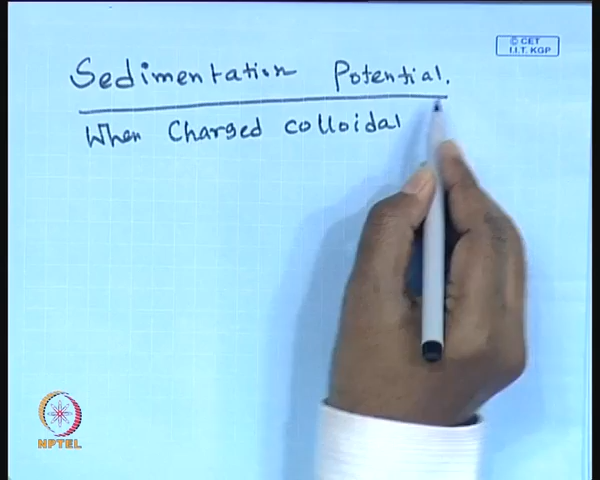 © CET
I.I.T. KGP
Sedimentation Potential.
When Charged colloidal
NPTEL